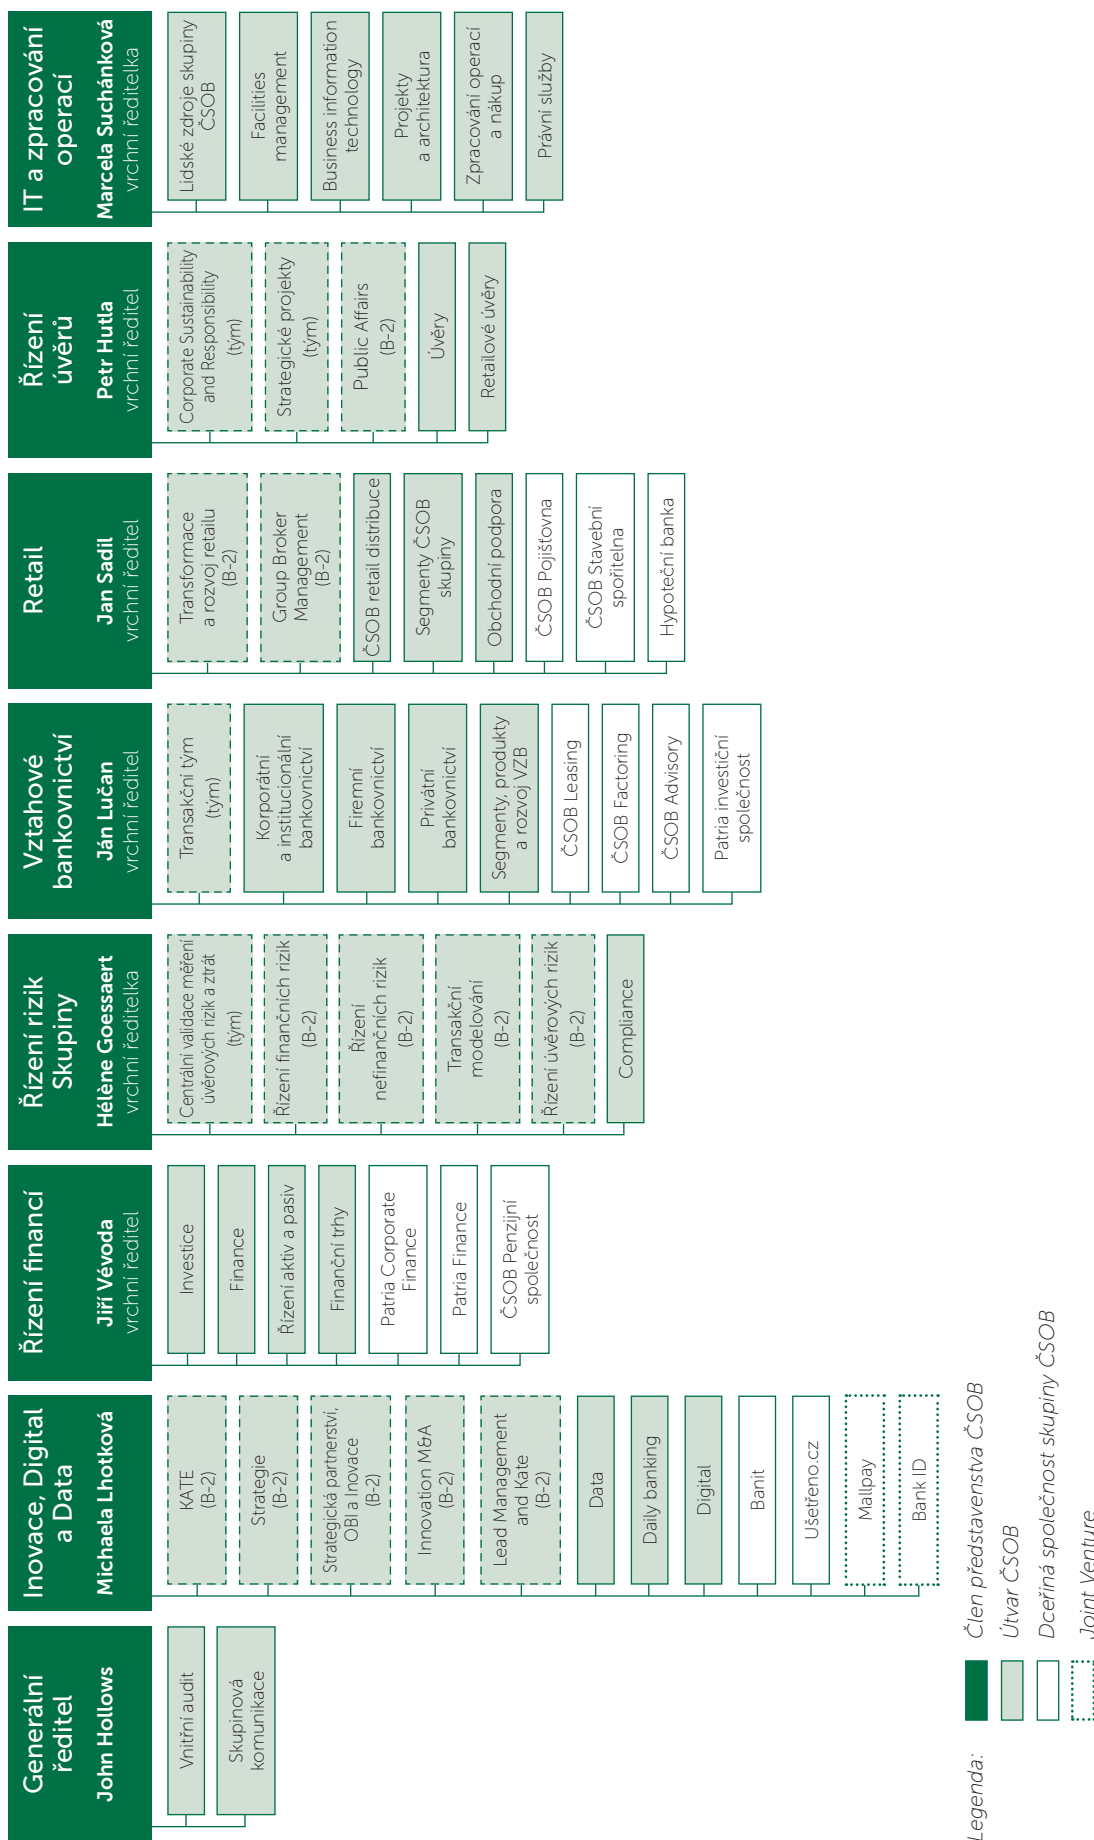 Generální
ředitel
John Hollows
Vnitřní audit
Skupinová
komunikace
Inovace, Digital
a Data
Michaela Lhotková
KATE
(B-2)
Strategie
(B-2)
Strategická partnerství,
OBI a Inovace
(B-2)
Innovation M&A
(B-2)
Lead Management
and Kate
(B-2)
Data
Daily banking
Digital
Banit
Ušetřeno.cz
Mallpay
Bank ID
Řízení financí
Jiří Vévoda
vrchní ředitel
Investice
Finance
Řízení aktiv a pasiv
Finanční trhy
Patria Corporate
Finance
Patria Finance
ČSOB Penzijní
společnost
Řízení rizik
Skupiny
Hélène Goessaert
vrchní ředitelka
Centrální validace měření
úvěrových rizik a ztrát
(tým)
Řízení finančních rizik
(B-2)
Řízení
nefinančních rizik
(B-2)
Transakční
modelování
(B-2)
Řízení úvěrových rizik
(B-2)
Compliance
Vztahové
bankovnictví
Ján Lučan
vrchní ředitel
Transakční tým
(tým)
Korporátní
a institucionální
bankovnictví
Firemní
bankovnictví
Privátní
bankovnictví
Segmenty, produkty
a rozvoj VZB
ČSOB Leasing
ČSOB Factoring
ČSOB Advisory
Patria investiční
společnost
Retail
Jan Sadil
vrchní ředitel
Transformace
a rozvoj retailu
(B-2)
Group Broker
Management
(B-2)
ČSOB retail distribuce
Segmenty ČSOB
skupiny
Obchodní podpora
ČSOB Pojišťovna
ČSOB Stavební
spořitelna
Hypoteční banka
Řízení
úvěrů
Petr Hutla
vrchní ředitel
Corporate Sustainability
and Responsibility
(tým)
Strategické projekty
(tým)
Public Affairs
(B-2)
Úvěry
Retailové úvěry
IT a zpracování
operací
Marcela Suchánková
vrchní ředitelka
Lidské zdroje skupiny
ČSOB
Facilities
management
Business information
technology
Projekty
a architektura
Zpracování operací
a nákup
Právní služby
Legenda:
Člen představenstva ČSOB
Útvar ČSOB
Dceřiná společnost skupiny ČSOB
Joint Venture